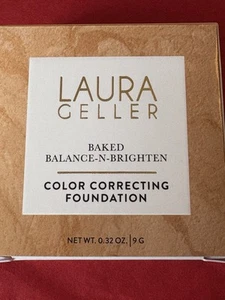 LAURA
GELLER
BAKED
BALANCE-N-BRIGHTEN
COLOR CORRECTING
FOUNDATION
NET WT. 0.32 OZ. | 9 G